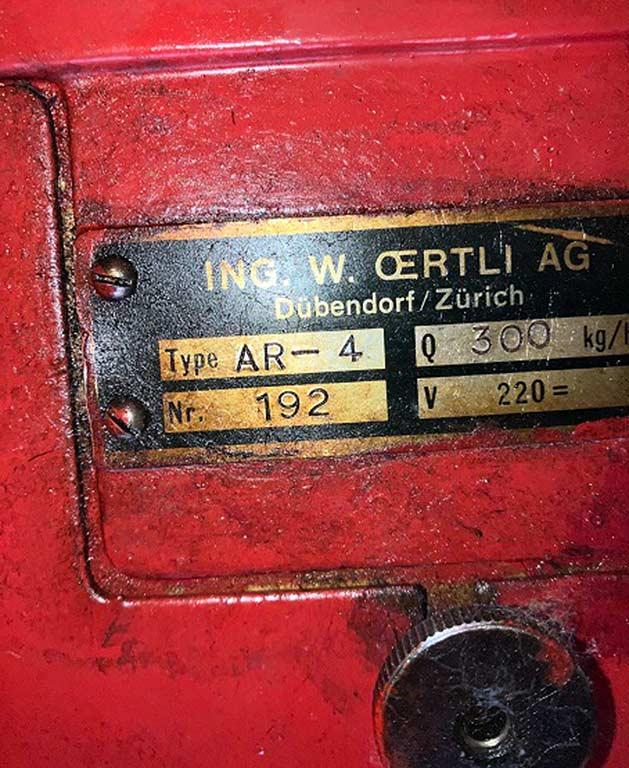 ING. W. ŒRTLI AG
Dübendorf/Zürich
Type AR-4 Q 300 kg/h
Nr. 192 V 220=